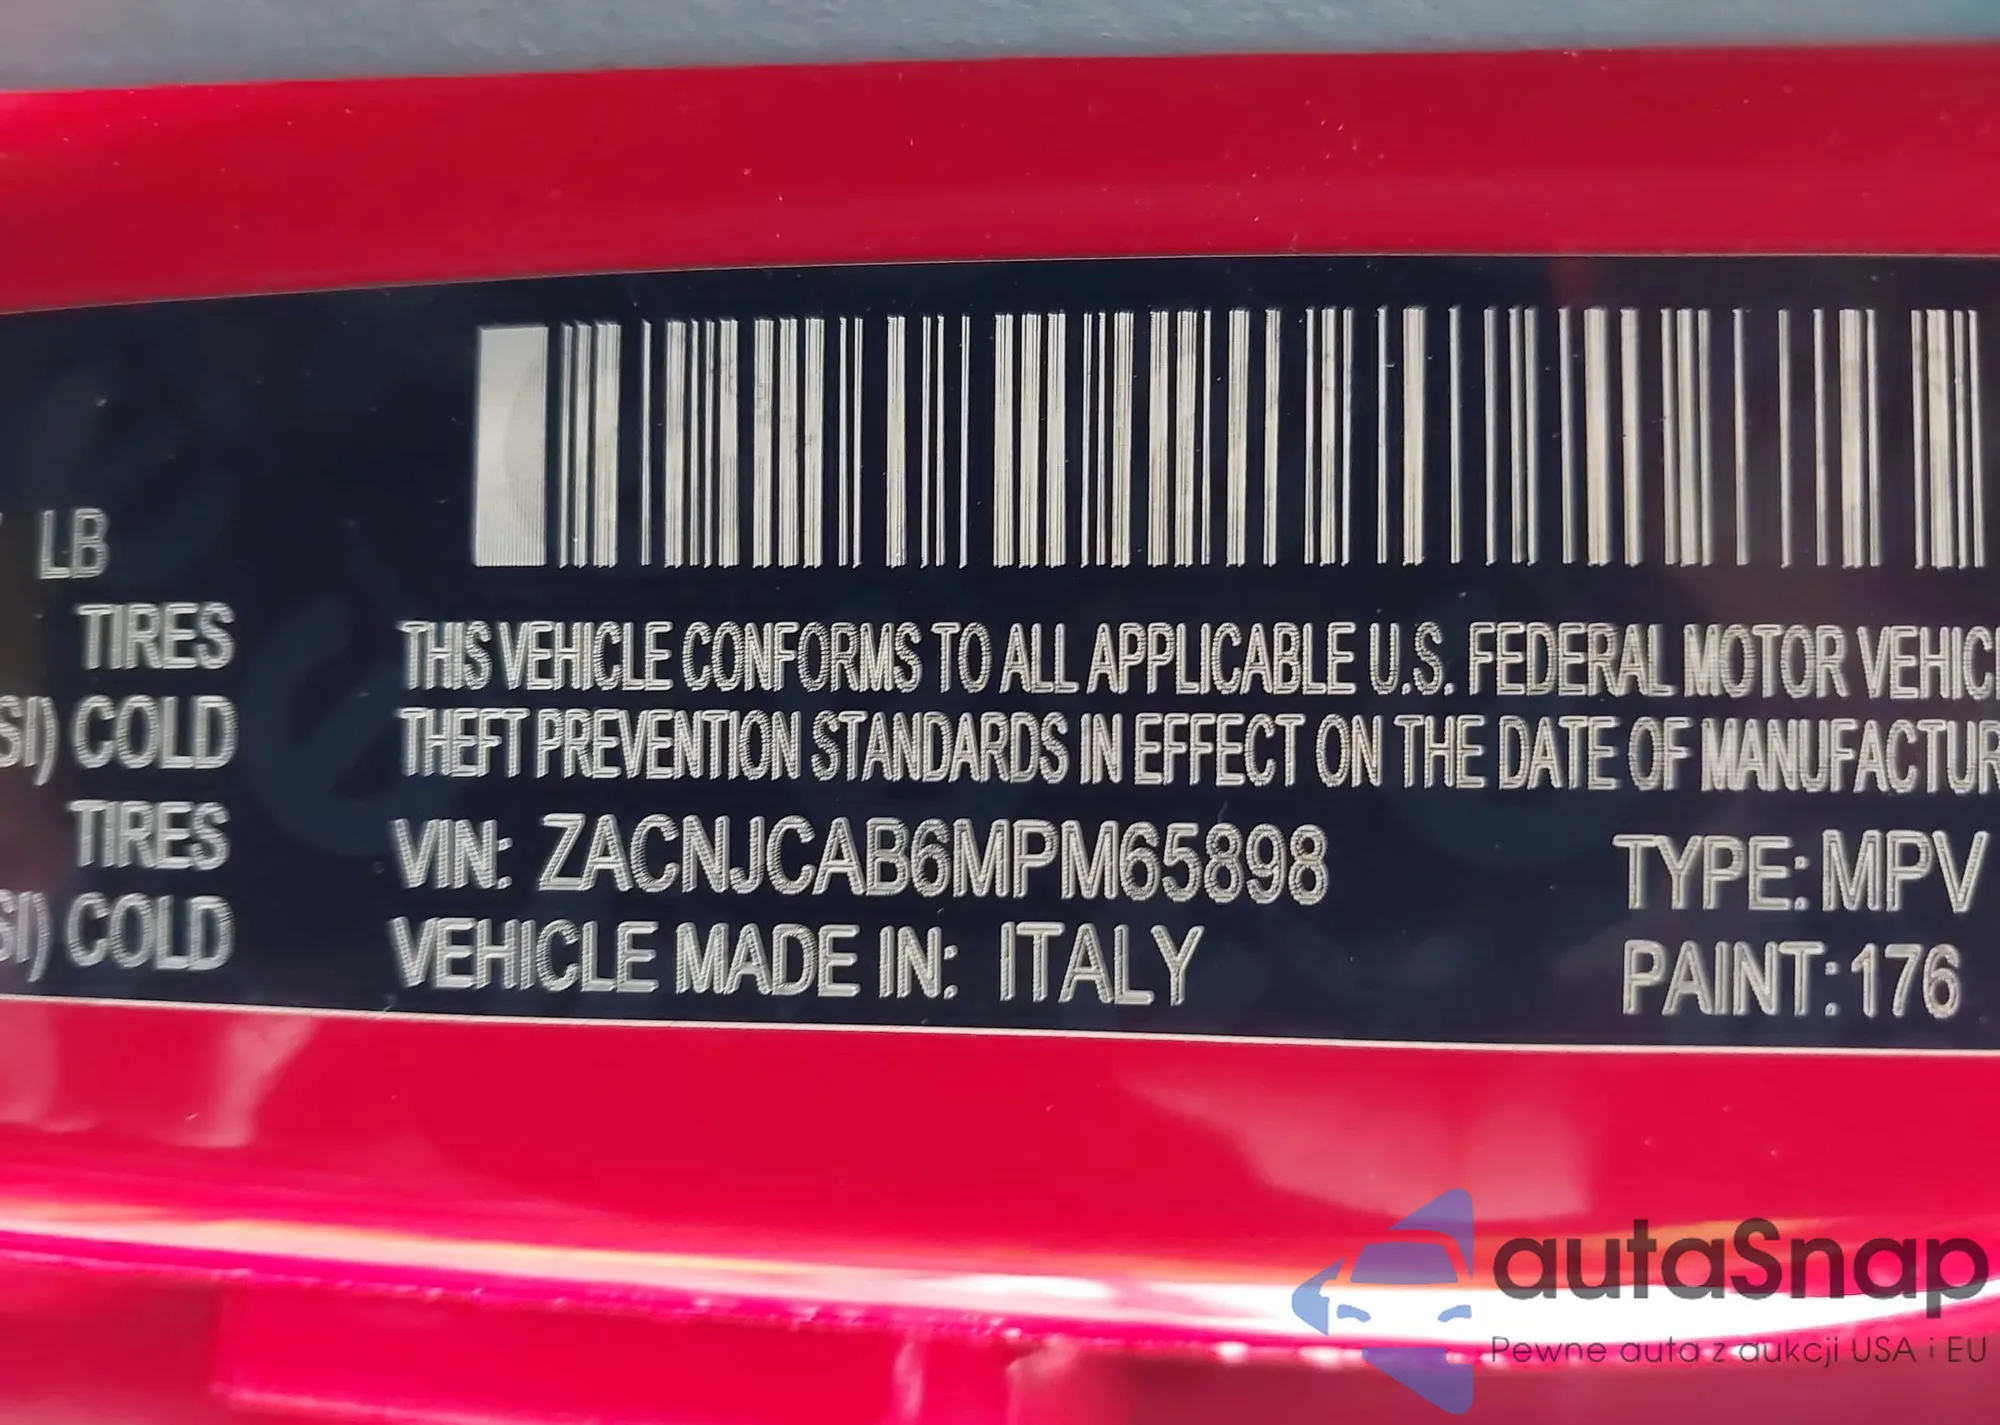 LB
TIRES
SI) COLD
TIRES
SI) COLD
THIS VEHICLE CONFORMS TO ALL APPLICABLE U.S. FEDERAL MOTOR VEHIC
THEFT PREVENTION STANDARDS IN EFFECT ON THE DATE OF MANUFACTUR
VIN: ZACNJCAB6MPM65898 TYPE: MPV
VEHICLE MADE IN: ITALY PAINT: 176
autaSnap
Pewne auta z aukcji USA i EU